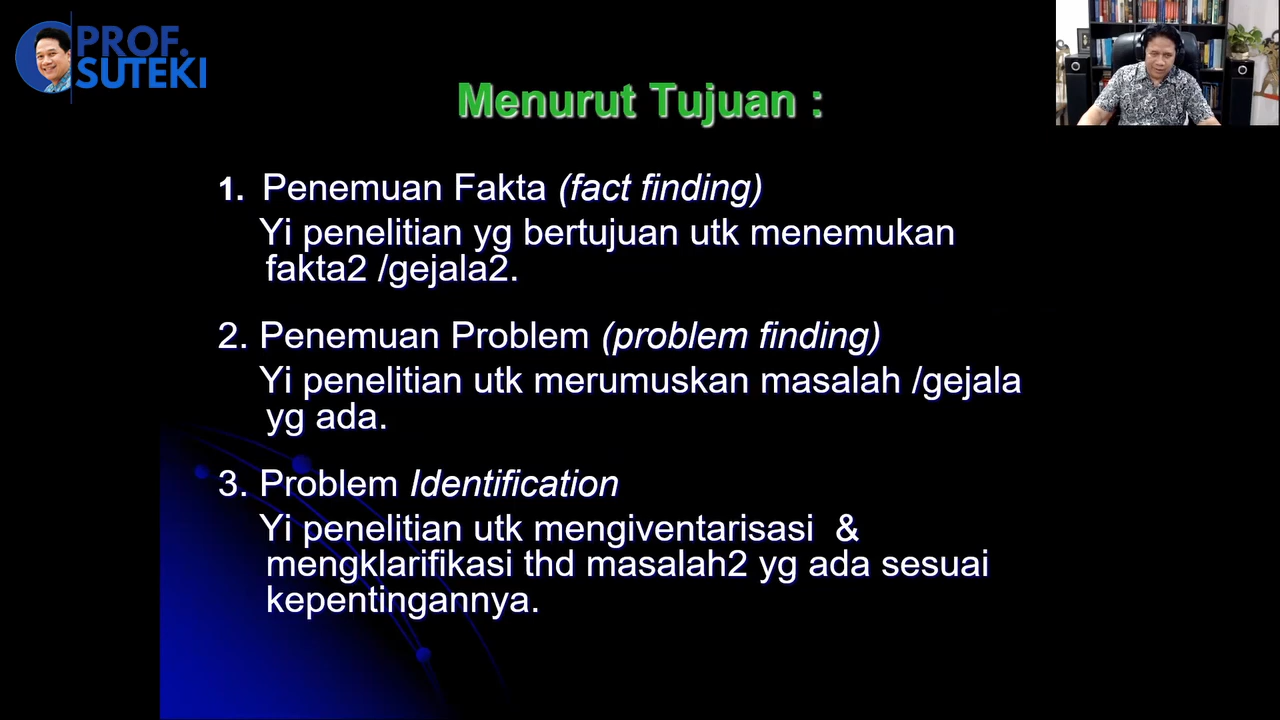 PROF.
SUTEKI
Menurut Tujuan :
1. Penemuan Fakta (fact finding)
Yi penelitian yg bertujuan utk menemukan
fakta2 /gejala2.
2. Penemuan Problem (problem finding)
Yi penelitian utk merumuskan masalah /gejala
yg ada.
3. Problem Identification
Yi penelitian utk mengiventarisasi &
mengklarifikasi thd masalah2 yg ada sesuai
kepentingannya.